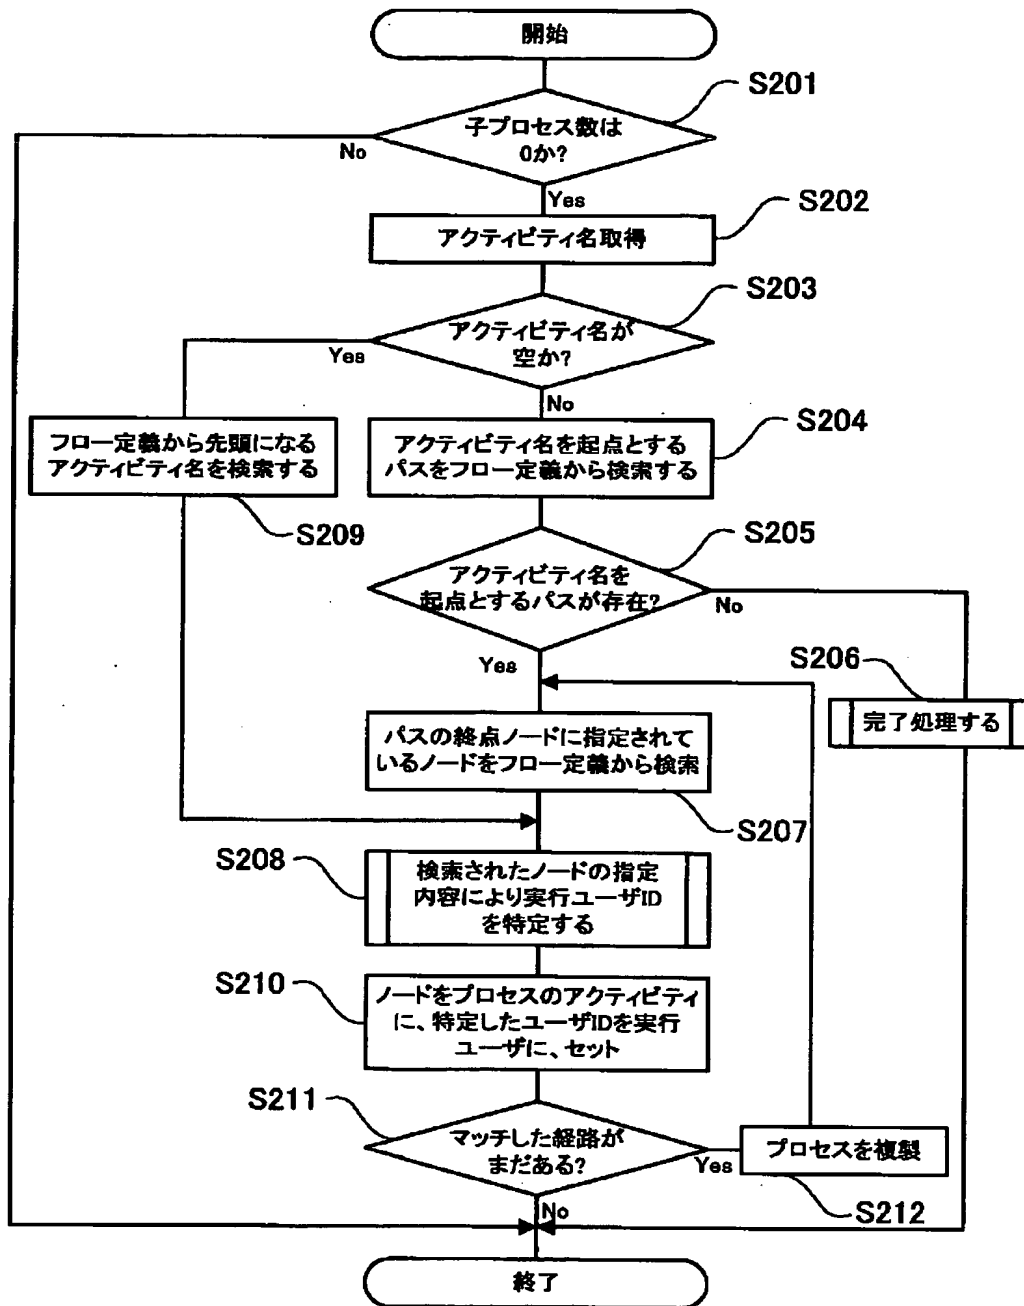 開始
S201
子プロセス数は
0か?
No
Yes
S202
アクティビティ名取得
S203
アクティビティ名が
空か?
Yes
No
S204
フロー定義から先頭になる
アクティビティ名を検索する
アクティビティ名を起点とする
パスをフロー定義から検索する
S209
S205
アクティビティ名を
起点とするパスが存在?
No
Yes
S206
完了処理する
パスの終点ノードに指定されて
いるノードをフロー定義から検索
S207
S208
検索されたノードの指定
内容により実行ユーザID
を特定する
S210
ノードをプロセスのアクティビティ
に、特定したユーザIDを実行
ユーザに、セット
S211
マッチした経路が
まだある?
Yes
プロセスを複製
No
S212
終了